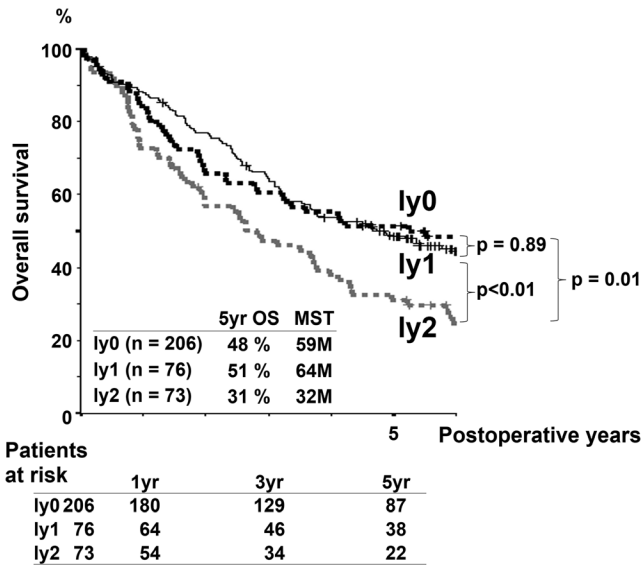 %
100
80
60
40
20
0
Overall survival
ly0
ly1
ly2
p = 0.89
p<0.01
p = 0.01
5yr OS MST
ly0 (n = 206) 48 % 59M
ly1 (n = 76) 51 % 64M
ly2 (n = 73) 31 % 32M
5 Postoperative years
Patients
at risk 1yr 3yr 5yr
ly0 206 180 129 87
ly1 76 64 46 38
ly2 73 54 34 22